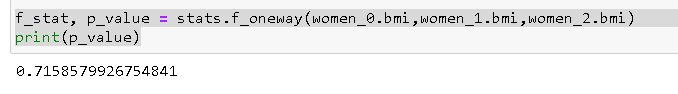 f_stat, p_value = stats.f_oneway(women_0.bmi,women_1.bmi,women_2.bmi)
print(p_value)
0.7158579926754841